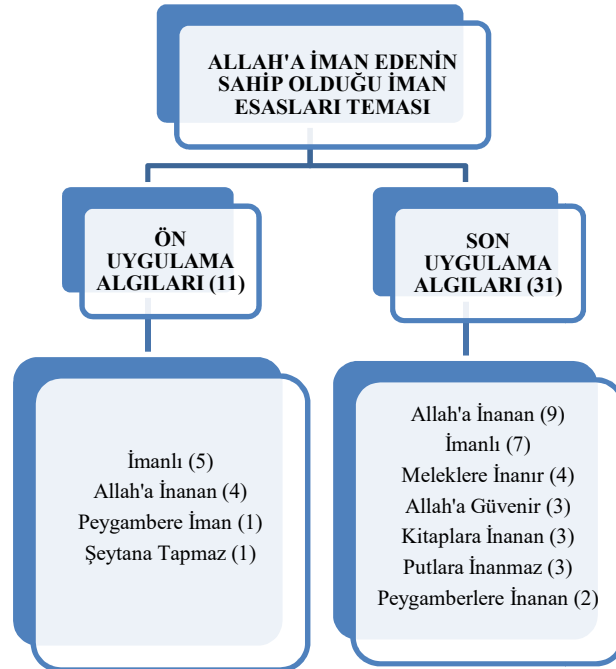 ALLAH'A İMAN EDENİN
SAHİP OLDUĞU İMAN
ESASLARI TEMASI
ÖN
UYGULAMA
ALGILARI (11)
İmanlı (5)
Allah'a İnanan (4)
Peygambere İman (1)
Şeytana Tapmaz (1)
SON
UYGULAMA
ALGILARI (31)
Allah'a İnanan (9)
İmanlı (7)
Meleklere İnanır (4)
Allah'a Güvenir (3)
Kitaplara İnanan (3)
Putlara İnanmaz (3)
Peygamberlere İnanan (2)